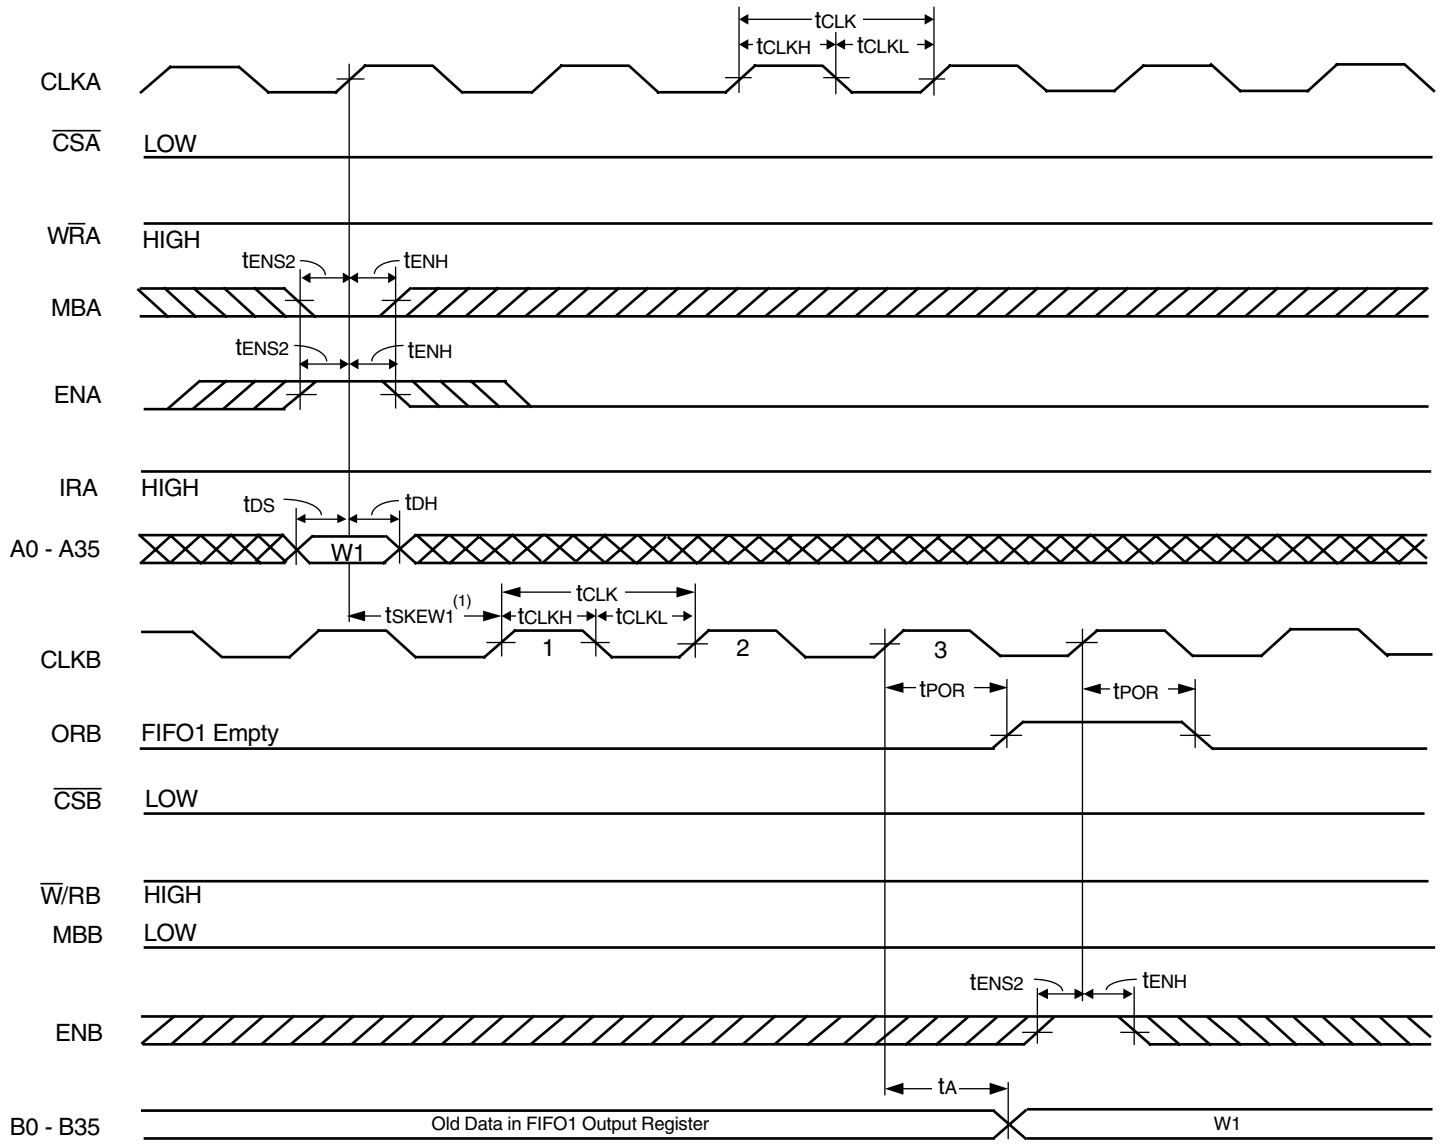 tCLK
tCLKH tCLKL
CLKA
CSA LOW
WRA HIGH
tENS2 tENH
MBA
tENS2 tENH
ENA
IRA HIGH
tDS tDH
A0 - A35 W1
tCLK
tSKEW1(1) tCLKH tCLKL
CLKB 1 2 3
tPOR tPOR
ORB FIFO1 Empty
CSB LOW
W/RB HIGH
MBB LOW
tENS2 tENH
ENB
tA
B0 - B35 Old Data in FIFO1 Output Register W1